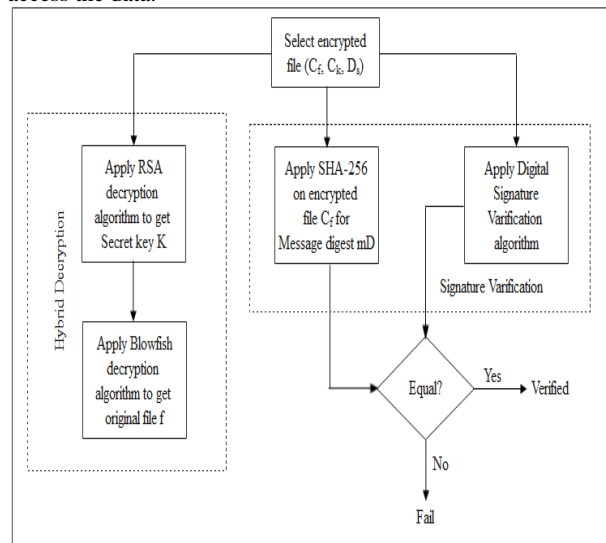 access the data.
Select encrypted
file (Cf, Ck, Ds)
Hybrid Decryption
Apply RSA
decryption
algorithm to get
Secret key K
Apply Blowfish
decryption
algorithm to get
original file f
Apply SHA-256
on encrypted
file Cf for
Message digest mD
Apply Digital
Signature
Varification
algorithm
Signature Varification
Equal?
Yes
Verified
No
Fail